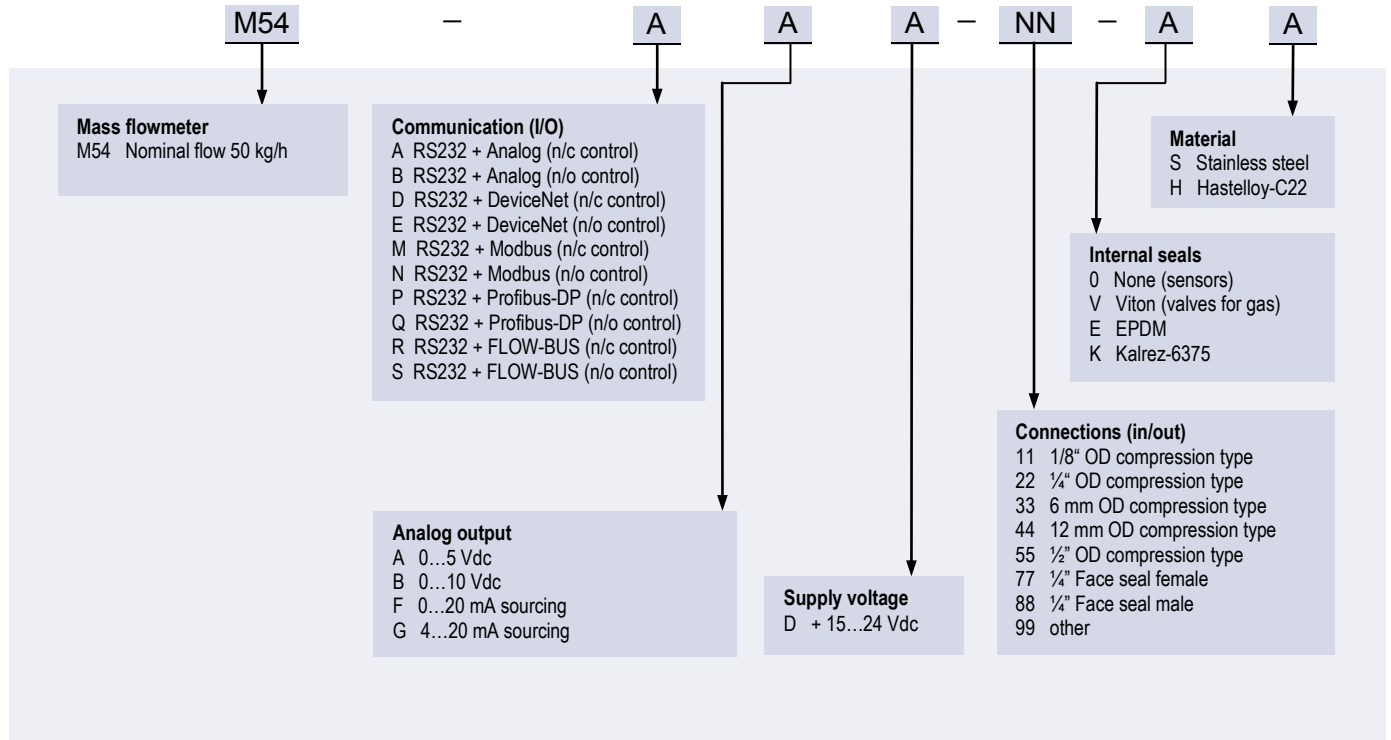 M54 – A A A – NN – A A
Mass flowmeter
M54 Nominal flow 50 kg/h
Communication (I/O)
A RS232 + Analog (n/c control)
B RS232 + Analog (n/o control)
D RS232 + DeviceNet (n/c control)
E RS232 + DeviceNet (n/o control)
M RS232 + Modbus (n/c control)
N RS232 + Modbus (n/o control)
P RS232 + Profibus-DP (n/c control)
Q RS232 + Profibus-DP (n/o control)
R RS232 + FLOW-BUS (n/c control)
S RS232 + FLOW-BUS (n/o control)
Material
S Stainless steel
H Hastelloy-C22
Internal seals
0 None (sensors)
V Viton (valves for gas)
E EPDM
K Kalrez-6375
Analog output
A 0…5 Vdc
B 0…10 Vdc
F 0…20 mA sourcing
G 4…20 mA sourcing
Supply voltage
D + 15…24 Vdc
Connections (in/out)
11 1/8“ OD compression type
22 ¼“ OD compression type
33 6 mm OD compression type
44 12 mm OD compression type
55 ½” OD compression type
77 ¼” Face seal female
88 ¼” Face seal male
99 other